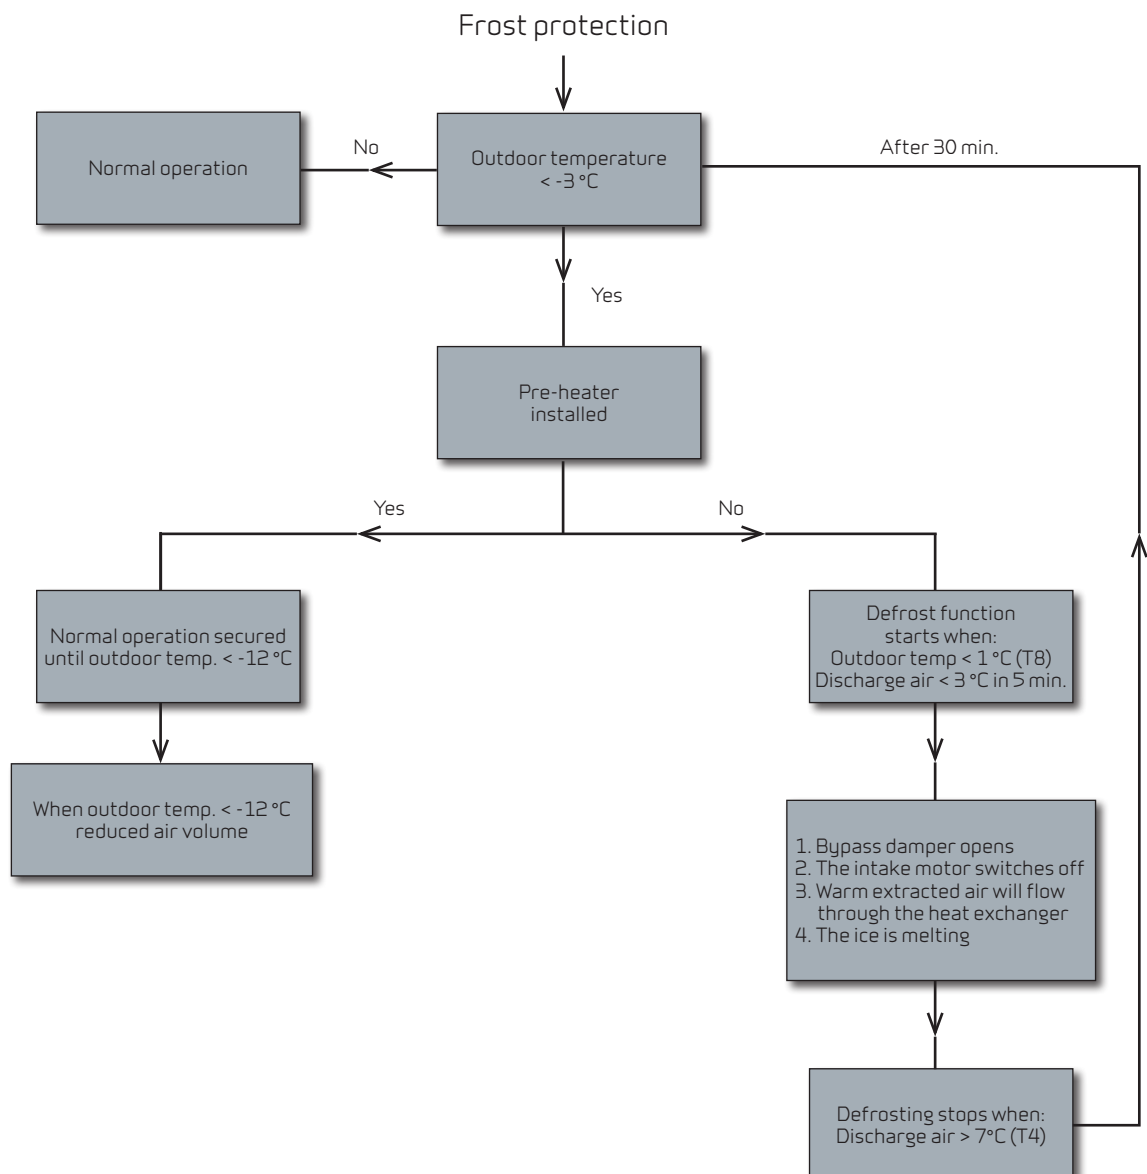 Frost protection
Normal operation
No
Outdoor temperature
< -3 °C
After 30 min.
Yes
Pre-heater
installed
Yes
No
Normal operation secured
until outdoor temp. < -12 °C
Defrost function
starts when:
Outdoor temp < 1 °C (T8)
Discharge air < 3 °C in 5 min.
When outdoor temp. < -12 °C
reduced air volume
1. Bypass damper opens
2. The intake motor switches off
3. Warm extracted air will flow
through the heat exchanger
4. The ice is melting
Defrosting stops when:
Discharge air > 7°C (T4)